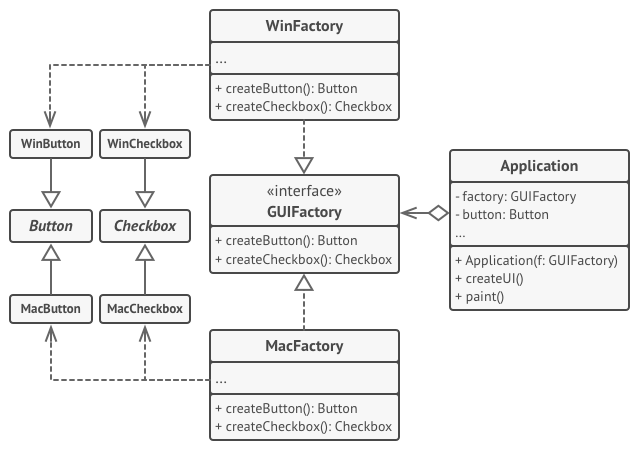 WinFactory
...
+ createButton(): Button
+ createCheckbox(): Checkbox
WinButton
WinCheckbox
Button
Checkbox
MacButton
MacCheckbox
«interface»
GUIFactory
+ createButton(): Button
+ createCheckbox(): Checkbox
Application
- factory: GUIFactory
- button: Button
...
+ Application(f: GUIFactory)
+ createUI()
+ paint()
MacFactory
...
+ createButton(): Button
+ createCheckbox(): Checkbox